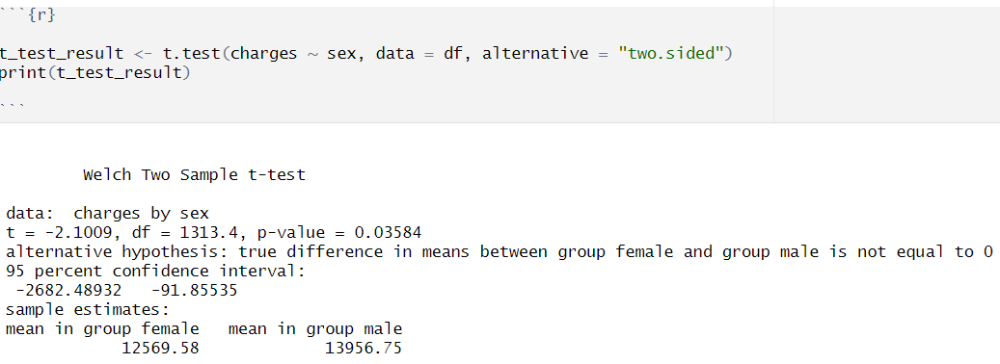 ```{r}
t_test_result <- t.test(charges ~ sex, data = df, alternative = "two.sided")
print(t_test_result)
```
Welch Two Sample t-test
data:  charges by sex
t = -2.1009, df = 1313.4, p-value = 0.03584
alternative hypothesis: true difference in means between group female and group male is not equal to 0
95 percent confidence interval:
 -2682.48932   -91.85535
sample estimates:
mean in group female   mean in group male
            12569.58             13956.75